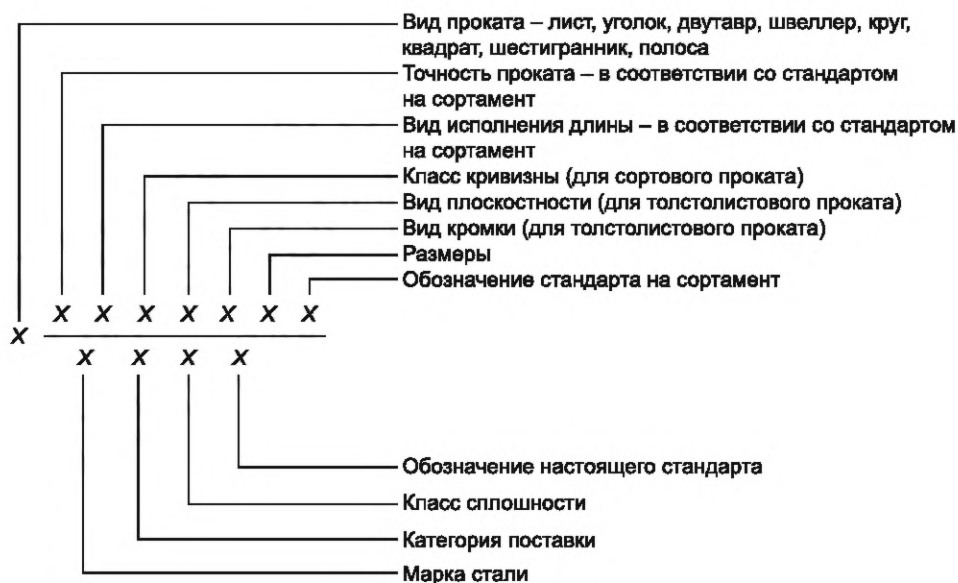 Вид проката – лист, уголок, двутавр, швеллер, круг,
квадрат, шестигранник, полоса
Точность проката – в соответствии со стандартом
на сортамент
Вид исполнения длины – в соответствии со стандартом
на сортамент
Класс кривизны (для сортового проката)
Вид плоскостности (для толстолистового проката)
Вид кромки (для толстолистового проката)
Размеры
Обозначение стандарта на сортамент
X X X X X X X
X
X X X X
Обозначение настоящего стандарта
Класс сплошности
Категория поставки
Марка стали